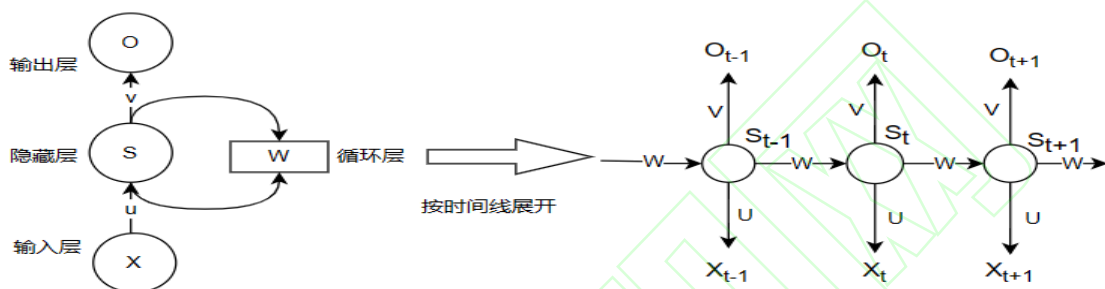 O
输出层
v
隐藏层
S
W
循环层
u
输入层
X
按时间线展开
O_{t-1}
O_t
O_{t+1}
V
V
V
S_{t-1}
S_t
S_{t+1}
W
W
W
W
U
U
U
X_{t-1}
X_t
X_{t+1}